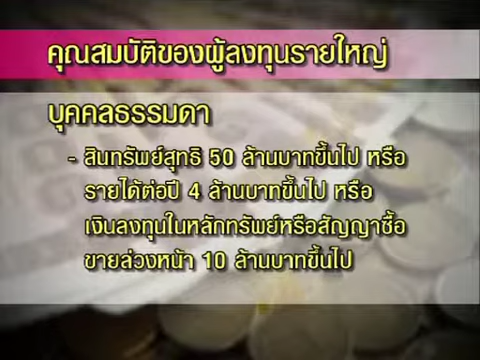 คุณสมบัติของผู้ลงทุนรายใหญ่
บุคคลธรรมดา
- สินทรัพย์สุทธิ 50 ล้านบาทขึ้นไป หรือ
รายได้ต่อปี 4 ล้านบาทขึ้นไป หรือ
เงินลงทุนในหลักทรัพย์หรือสัญญาซื้อ
ขายล่วงหน้า 10 ล้านบาทขึ้นไป